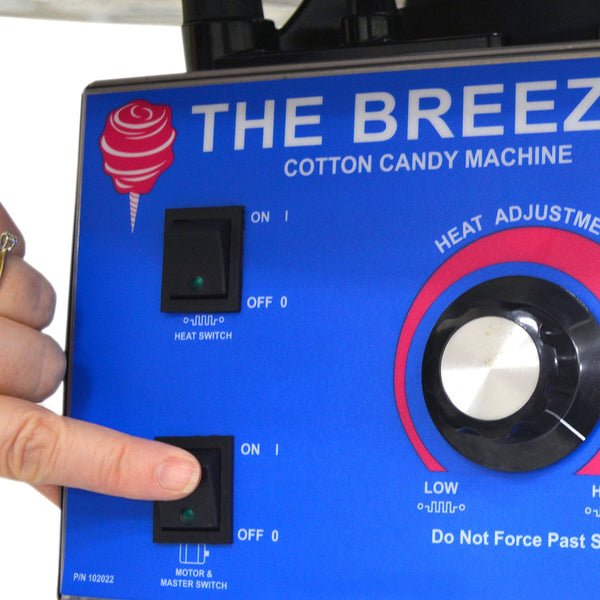 THE BREEZ
COTTON CANDY MACHINE
ON I
OFF 0
HEAT SWITCH
HEAT ADJUSTME
LOW
H
Do Not Force Past S
ON I
OFF 0
MOTOR &
MASTER SWITCH
P/N 102022